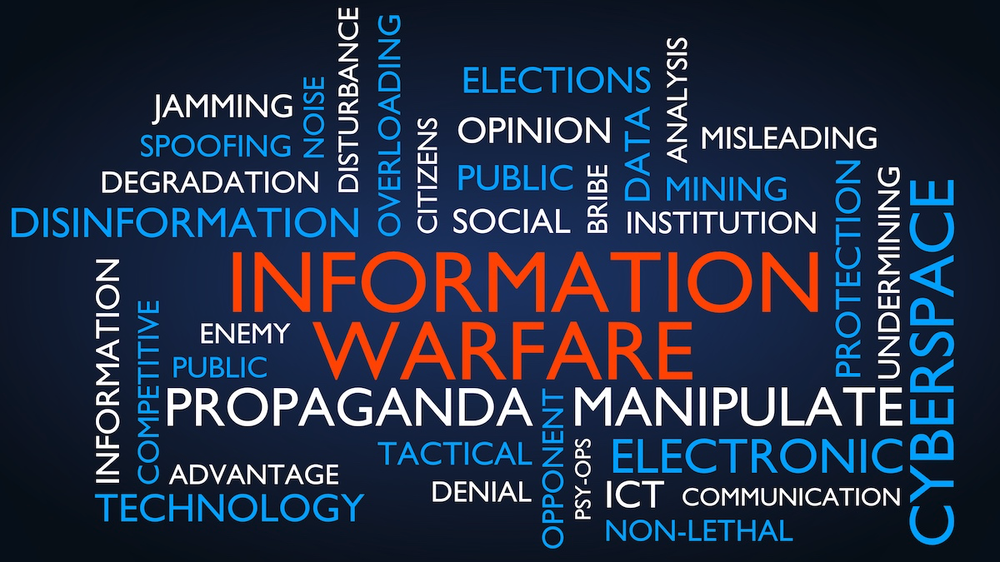 DISTURBANCE
OVERLOADING
ANALYSIS
ELECTIONS
NOISE
JAMMING
DATA
OPINION
CITIZENS
MISLEADING
SPOOFING
PUBLIC
BRIBE
DEGRADATION
MINING
PROTECTION
UNDERMINING
CYBERSPACE
DISINFORMATION
SOCIAL
INSTITUTION
INFORMATION
WARFARE
INFORMATION
COMPETITIVE
ENEMY
PUBLIC
PROPAGANDA
MANIPULATE
OPPONENT
TACTICAL
PSY-OPS
ELECTRONIC
ADVANTAGE
DENIAL
ICT
COMMUNICATION
TECHNOLOGY
NON-LETHAL